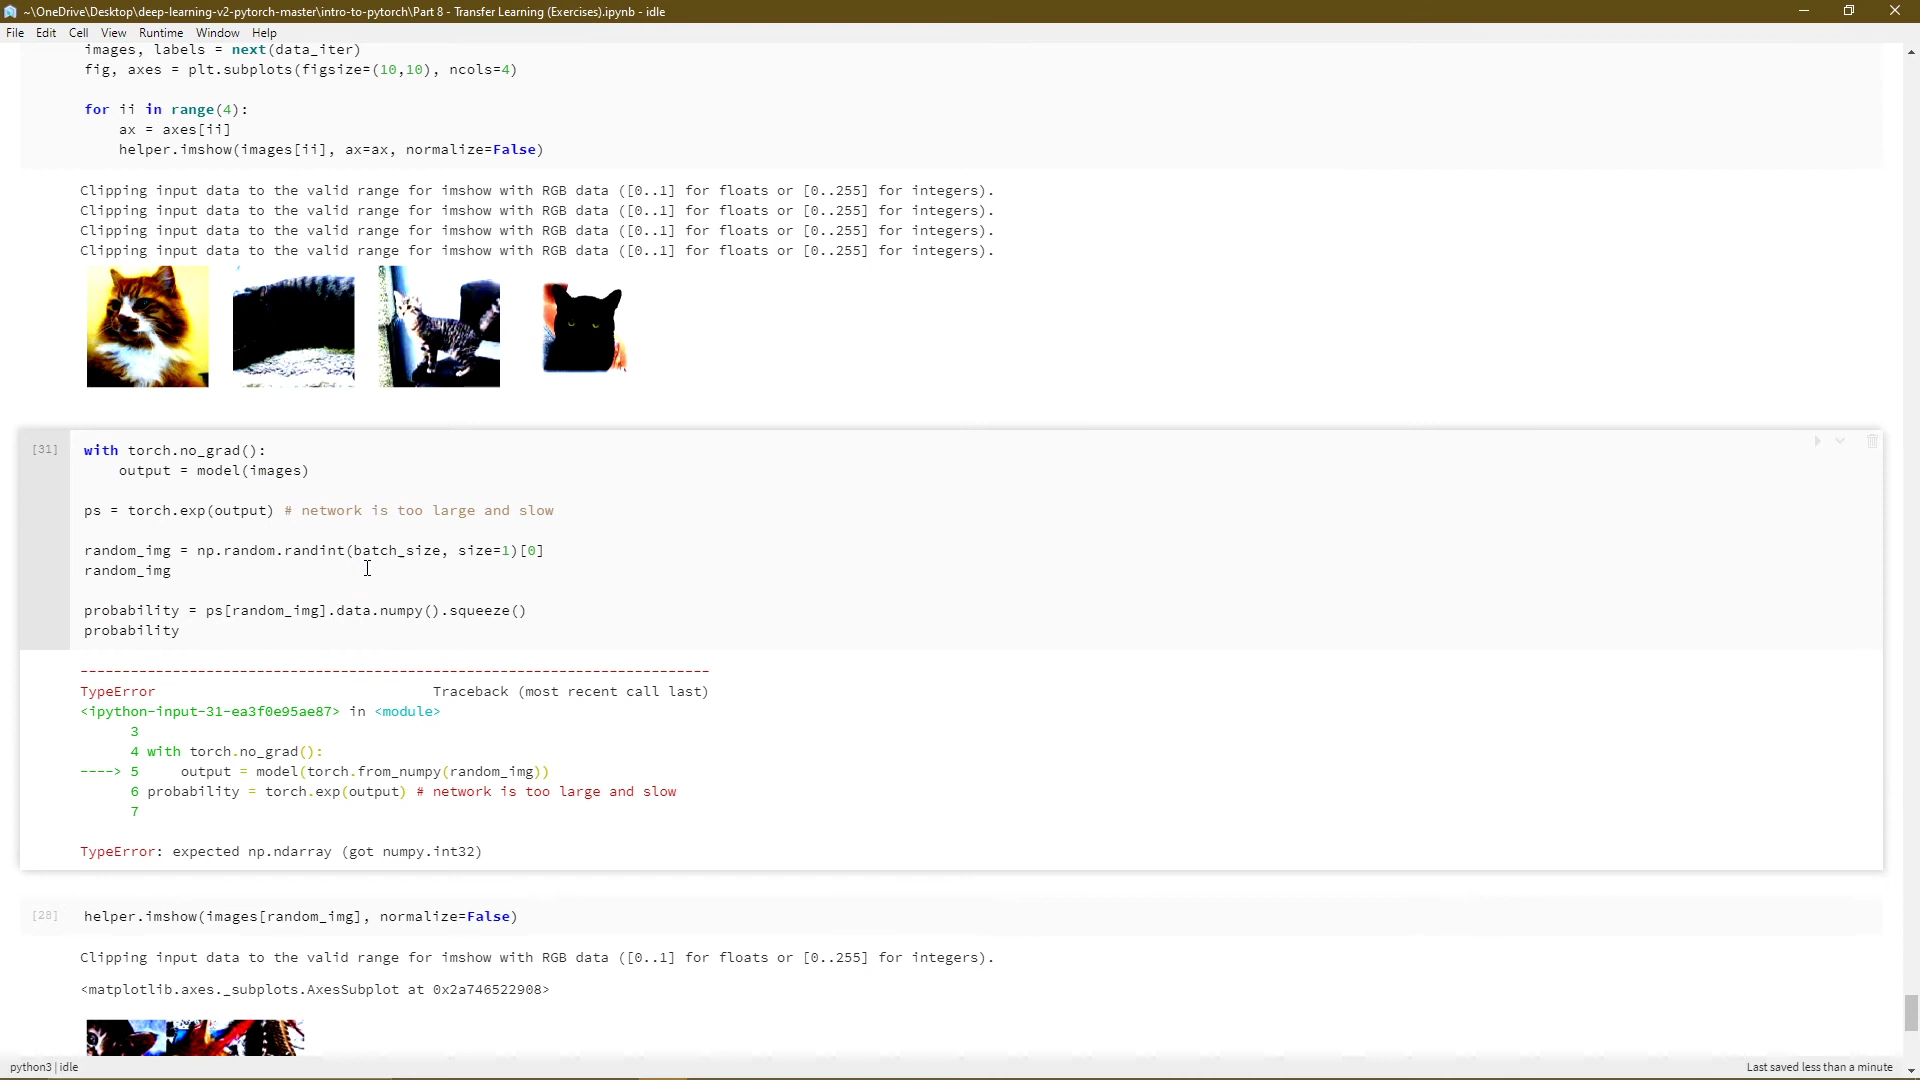 ~\OneDrive\Desktop\deep-learning-v2-pytorch-master\intro-to-pytorch\Part 8 - Transfer Learning (Exercises).ipynb - idle
File Edit Cell View Runtime Window Help
images, labels = next(data_iter)
fig, axes = plt.subplots(figsize=(10,10), ncols=4)
for ii in range(4):
    ax = axes[ii]
    helper.imshow(images[ii], ax=ax, normalize=False)
Clipping input data to the valid range for imshow with RGB data ([0..1] for floats or [0..255] for integers).
Clipping input data to the valid range for imshow with RGB data ([0..1] for floats or [0..255] for integers).
Clipping input data to the valid range for imshow with RGB data ([0..1] for floats or [0..255] for integers).
Clipping input data to the valid range for imshow with RGB data ([0..1] for floats or [0..255] for integers).
[31] with torch.no_grad():
    output = model(images)
ps = torch.exp(output) # network is too large and slow
random_img = np.random.randint(batch_size, size=1)[0]
random_img
probability = ps[random_img].data.numpy().squeeze()
probability
---------------------------------------------------------------------------
TypeError                                 Traceback (most recent call last)
<ipython-input-31-ea3f0e95ae87> in <module>
      3
      4 with torch.no_grad():
----> 5     output = model(torch.from_numpy(random_img))
      6 probability = torch.exp(output) # network is too large and slow
      7
TypeError: expected np.ndarray (got numpy.int32)
[28] helper.imshow(images[random_img], normalize=False)
Clipping input data to the valid range for imshow with RGB data ([0..1] for floats or [0..255] for integers).
<matplotlib.axes._subplots.AxesSubplot at 0x2a746522908>
python3 | idle Last saved less than a minute